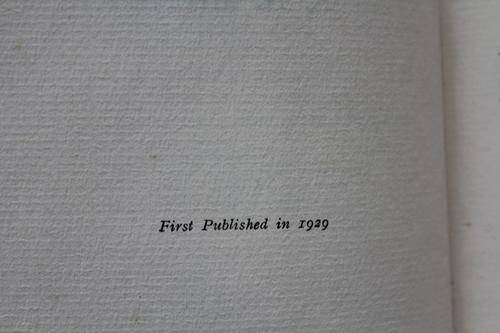 First Published in 1929